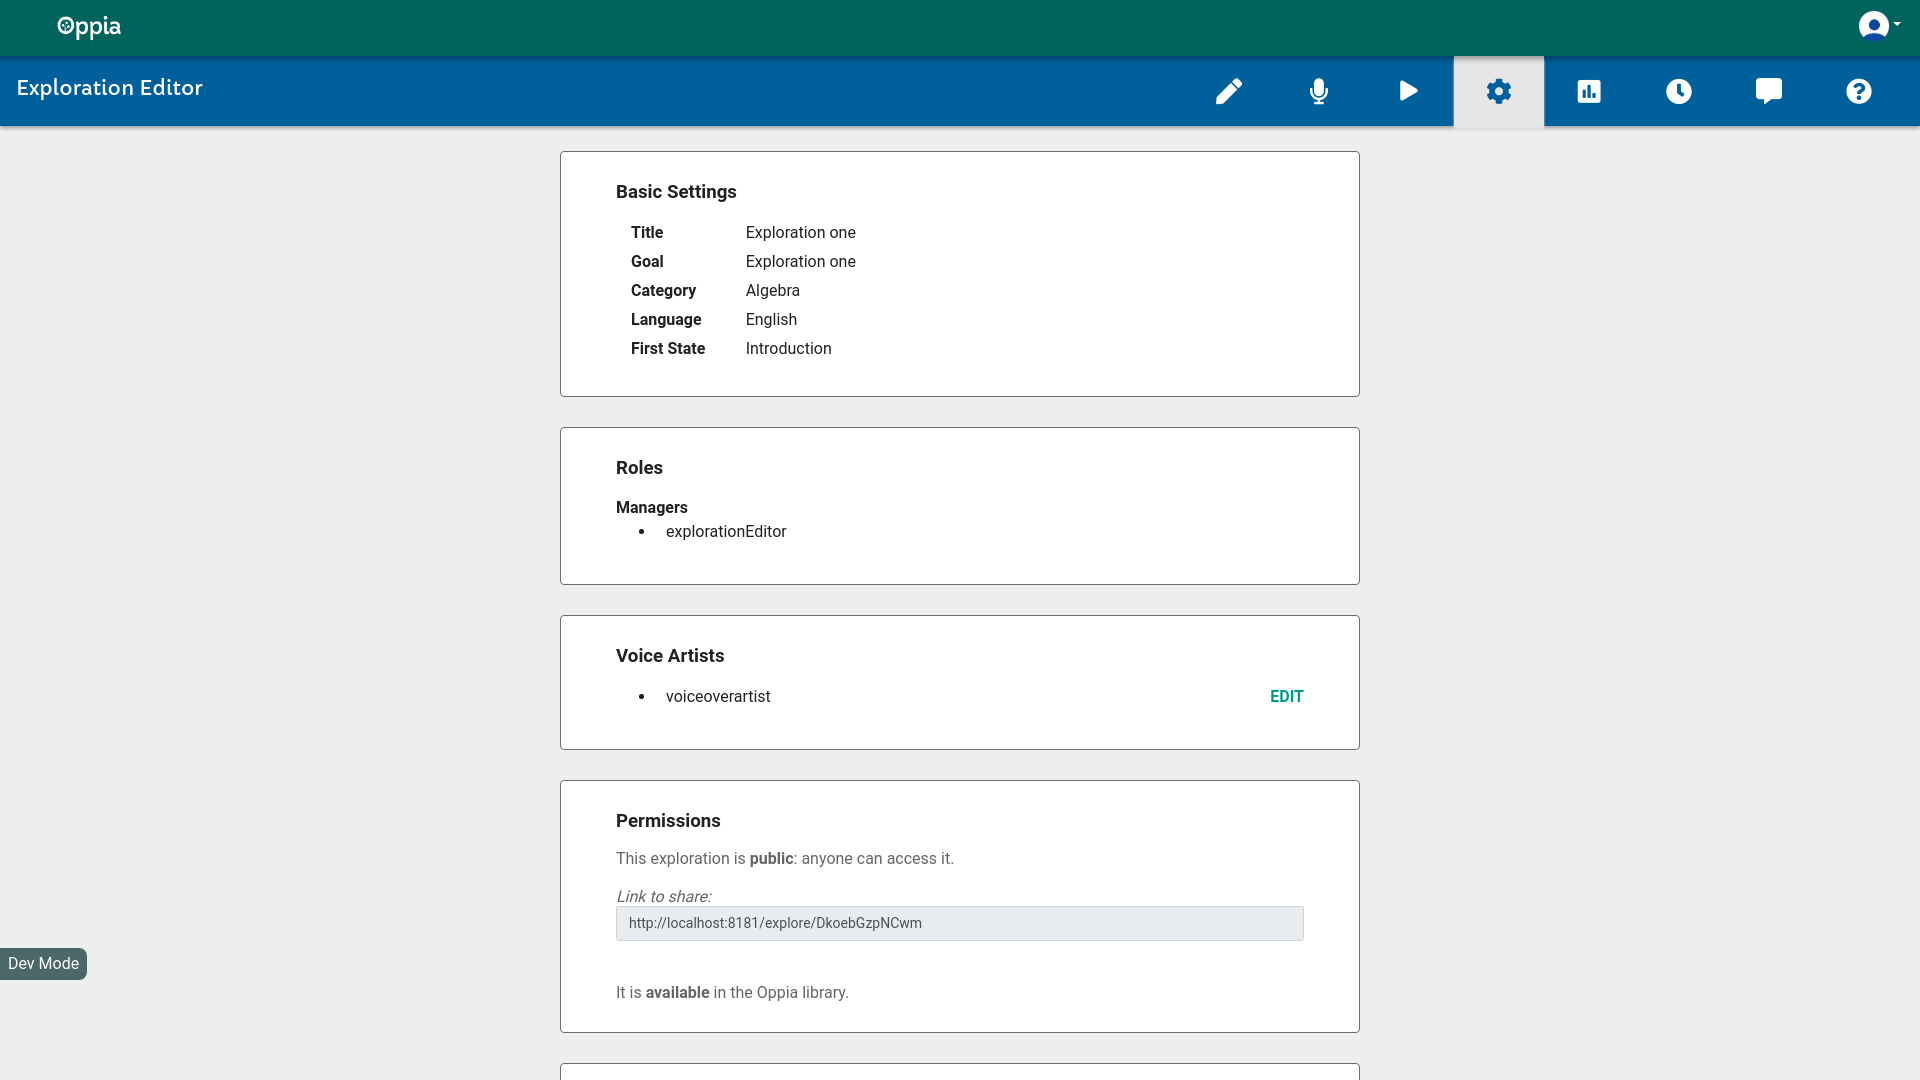 Oppia
Exploration Editor
Basic Settings
Title Exploration one
Goal Exploration one
Category Algebra
Language English
First State Introduction
Roles
Managers
• explorationEditor
Voice Artists
• voiceoverartist EDIT
Permissions
This exploration is public: anyone can access it.
Link to share:
http://localhost:8181/explore/DkoebGzpNCwm
Dev Mode
It is available in the Oppia library.